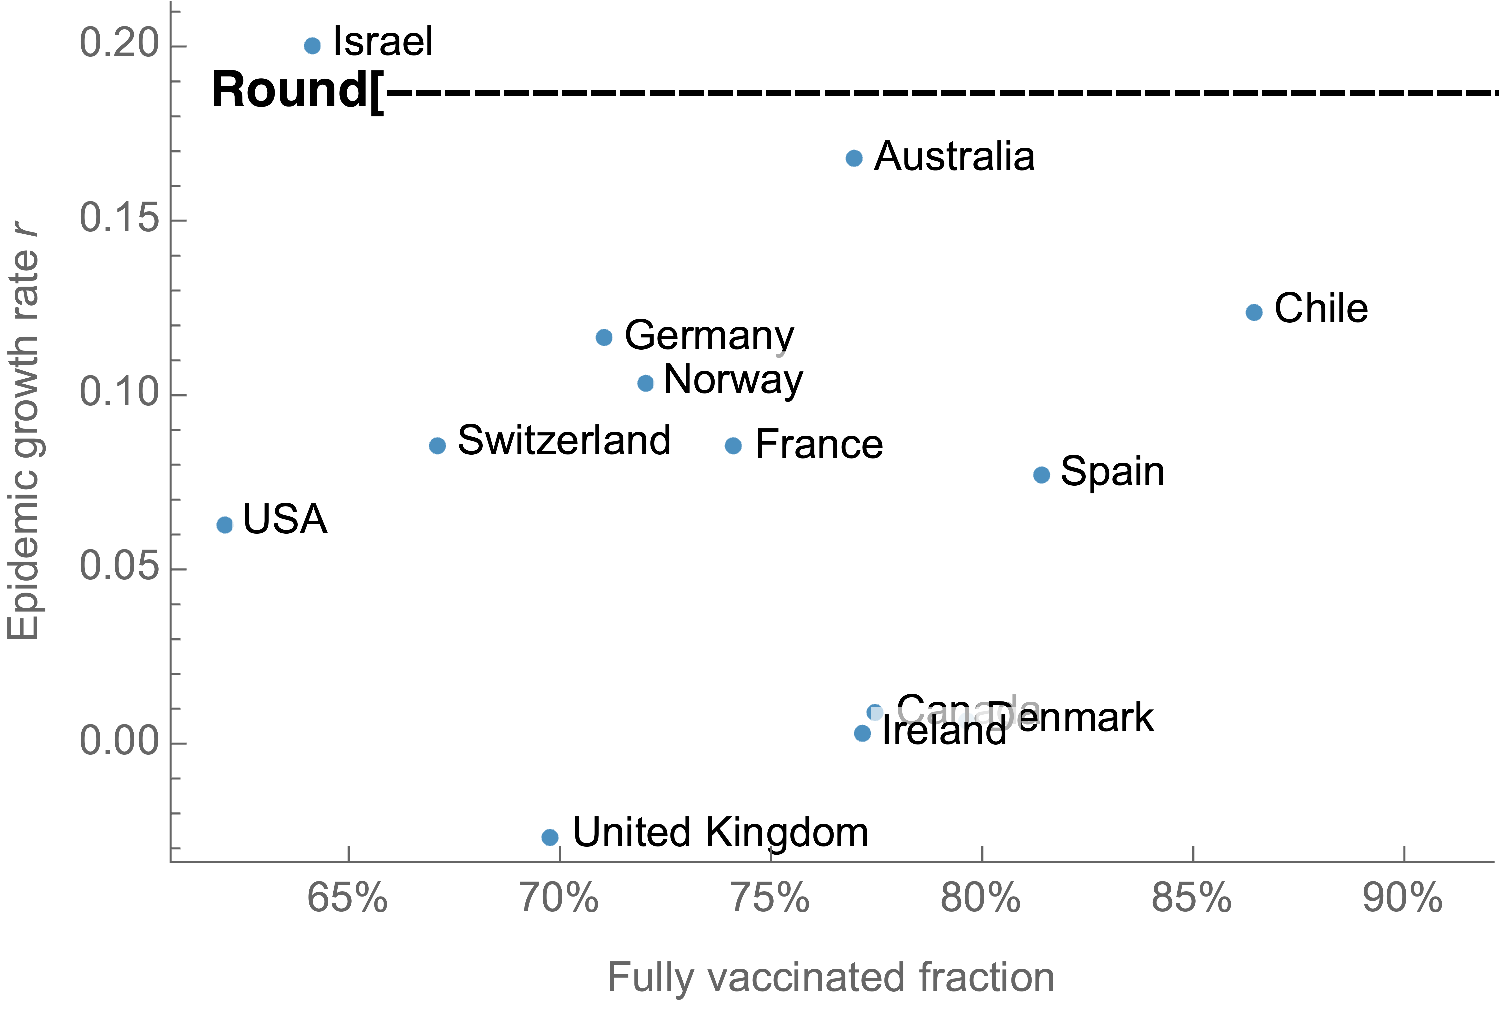 0.20
Israel
Round[
Australia
0.15
Chile
Germany
Norway
0.10
Switzerland
France
Spain
USA
0.05
Canada
Denmark
Ireland
0.00
United Kingdom
65% 70% 75% 80% 85% 90%
Fully vaccinated fraction
Epidemic growth rate r